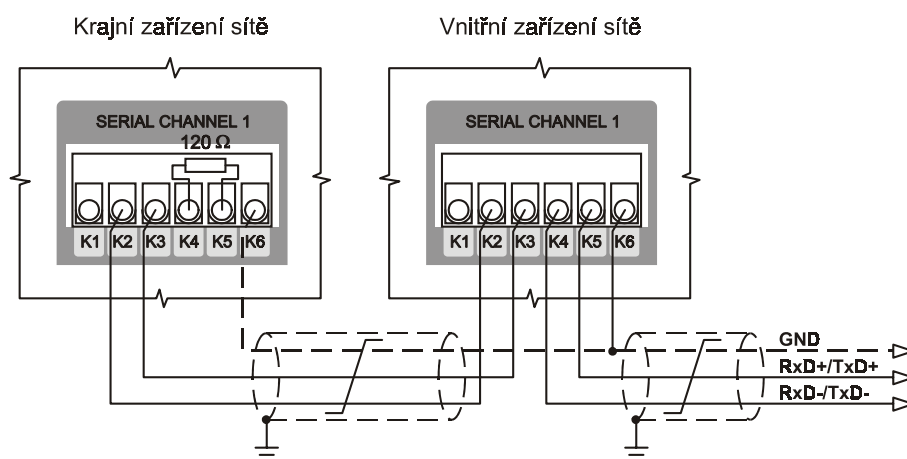 Krajní zařízení sítě
Vnitřní zařízení sítě
SERIAL CHANNEL 1
120 Ω
K1 K2 K3 K4 K5 K6
SERIAL CHANNEL 1
K1 K2 K3 K4 K5 K6
GND
RxD+/TxD+
RxD-/TxD-